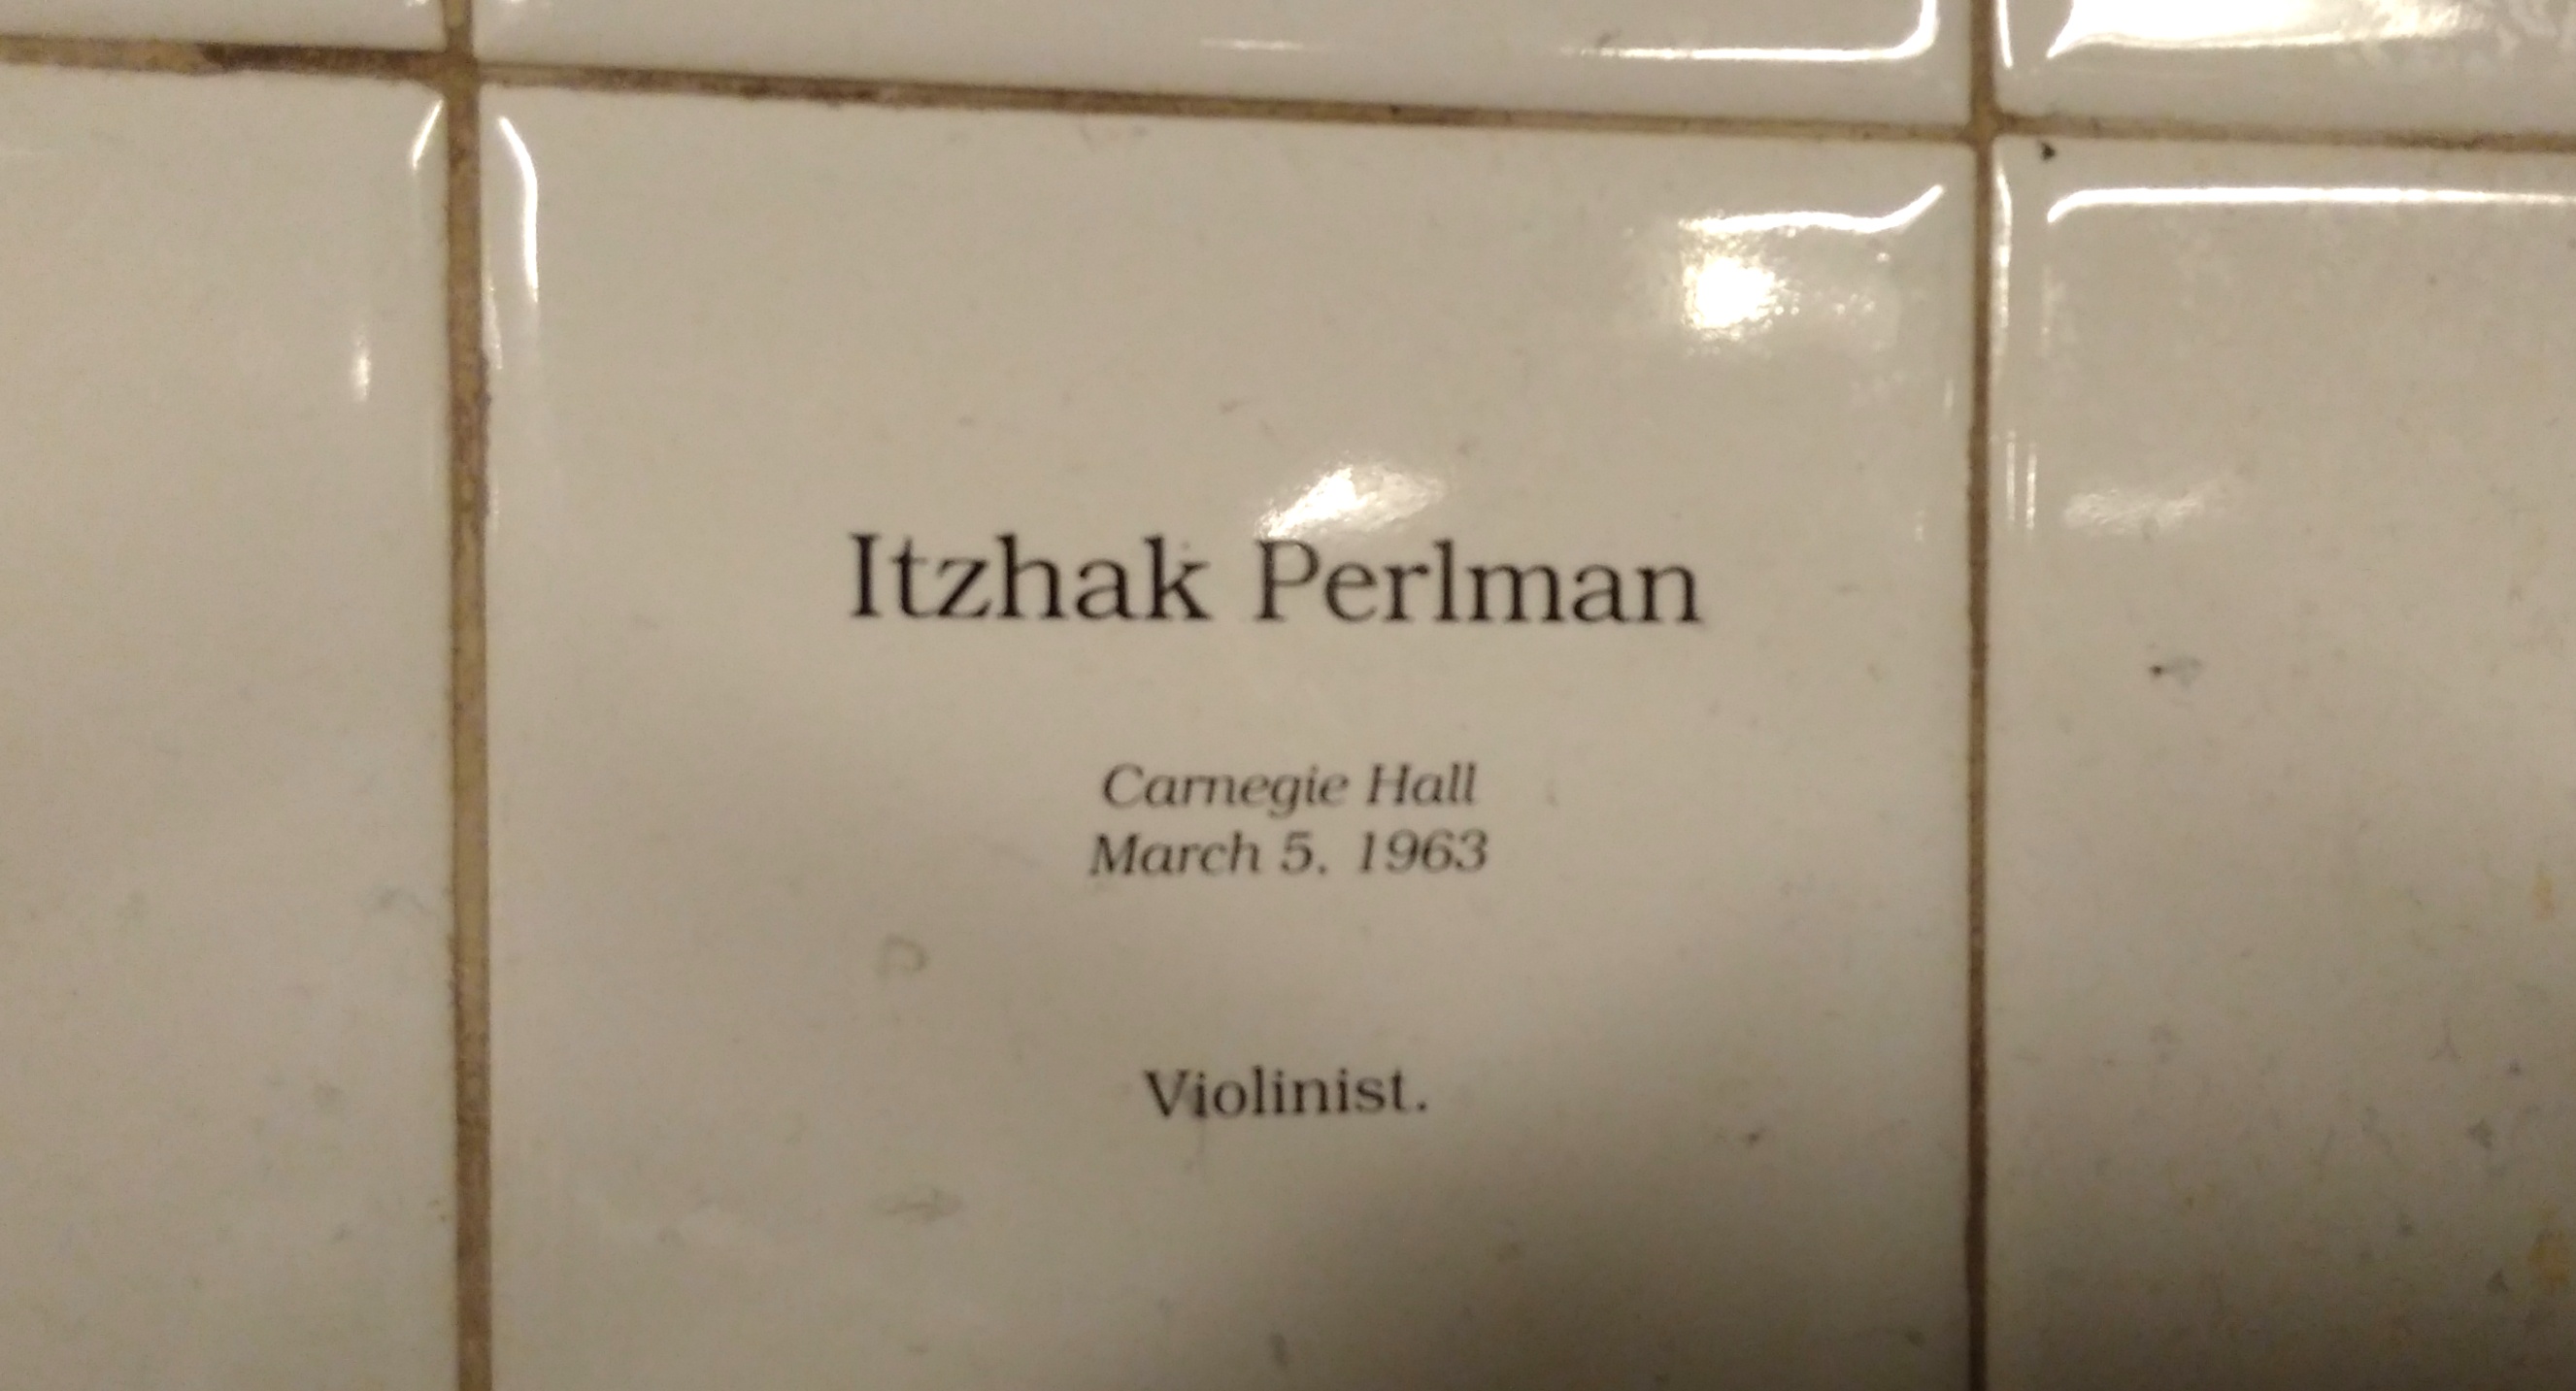 Itzhak Perlman
Carnegie Hall
March 5, 1963
Violinist.